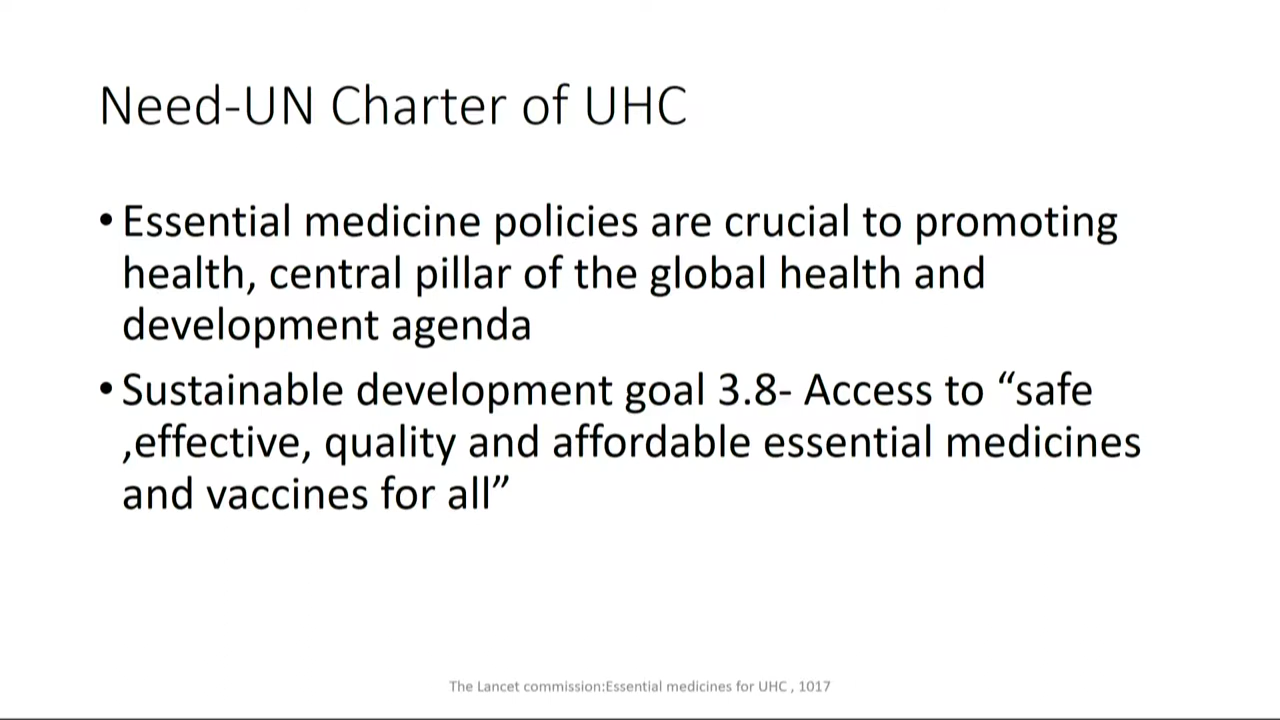 Need-UN Charter of UHC
•Essential medicine policies are crucial to promoting
health, central pillar of the global health and
development agenda
•Sustainable development goal 3.8- Access to “safe
,effective, quality and affordable essential medicines
and vaccines for all”
The Lancet commission:Essential medicines for UHC , 1017